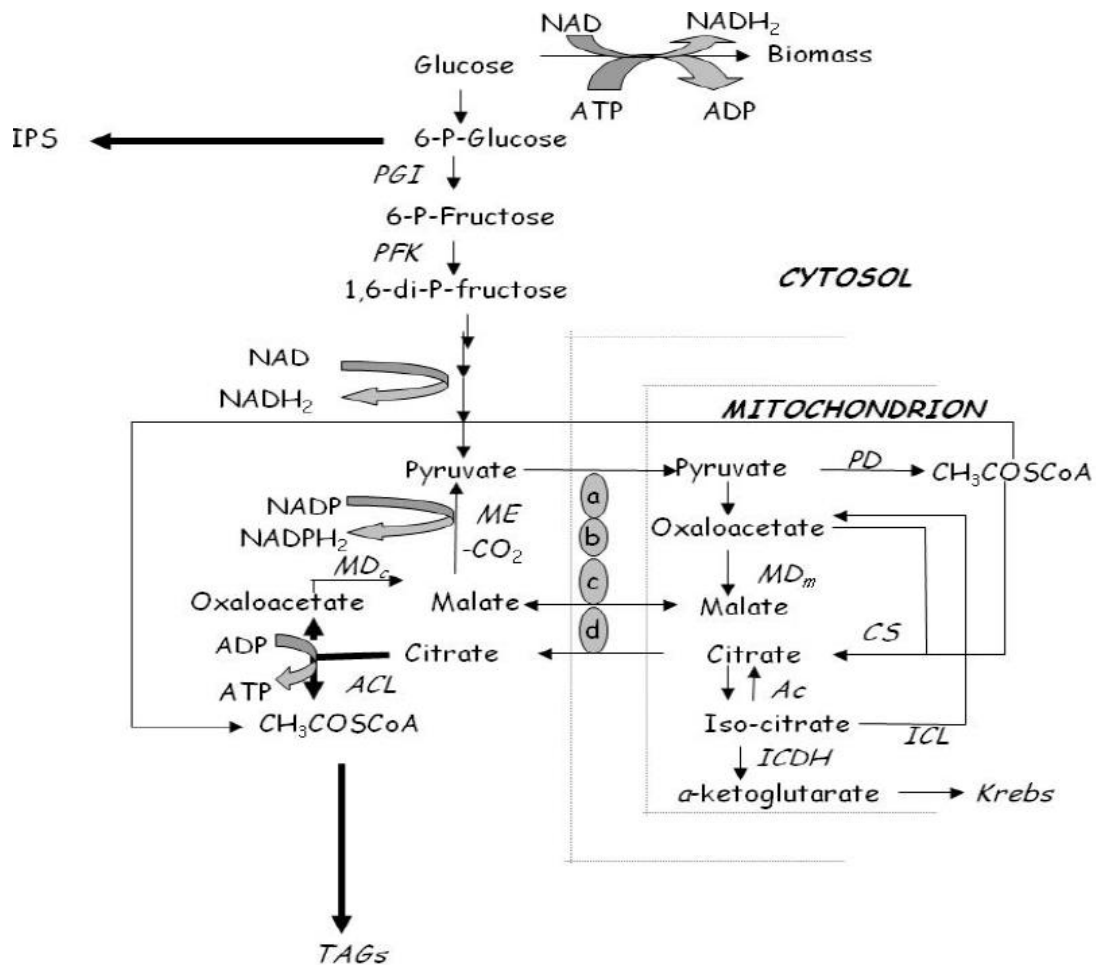 NAD NADH₂
Glucose Biomass
ATP ADP
IPS 6-P-Glucose
PGI
6-P-Fructose
PFK
1,6-di-P-fructose
CYTOSOL
NAD
NADH₂
MITOCHONDRION
Pyruvate Pyruvate PD CH₃COSCoA
a
NADP ME
NADPH₂ -CO₂
b Oxaloacetate
MDc c MDm
Oxaloacetate Malate Malate
ADP d CS
Citrate Citrate
ATP ACL Ac
CH₃COSCoA Iso-citrate ICL
ICDH
α-ketoglutarate Krebs
TAGs